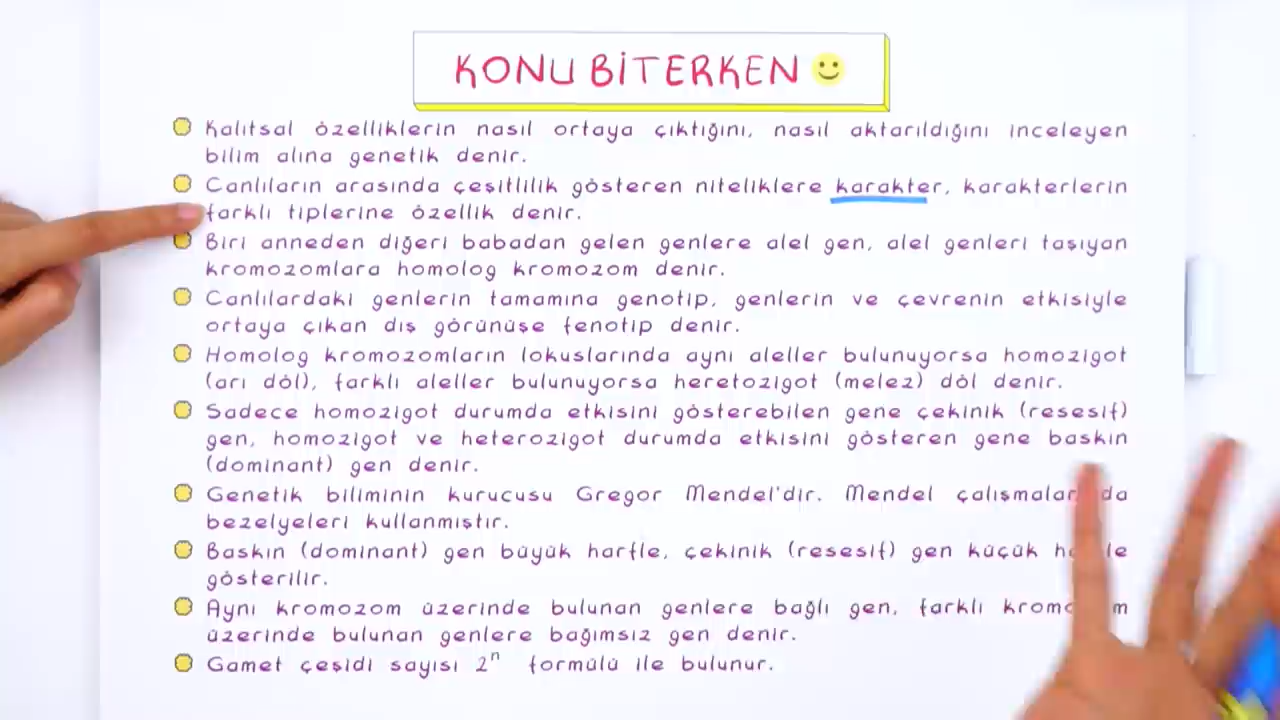 KONU BİTERKEN
Kalıtsal özelliklerin nasıl ortaya çıktığını, nasıl aktarıldığını inceleyen
bilim alına genetik denir.
Canlıların arasında çeşitlilik gösteren niteliklere karakter, karakterlerin
farklı tiplerine özellik denir.
Biri anneden diğeri babadan gelen genlere alel gen, alel genleri taşıyan
kromozomlara homolog kromozom denir.
Canlılardaki genlerin tamamına genotip, genlerin ve çevrenin etkisiyle
ortaya çıkan dış görünüşe fenotip denir.
Homolog kromozomların lokuslarında aynı aleller bulunuyorsa homozigot
(arı döl), farklı aleller bulunuyorsa heretozigot (melez) döl denir.
Sadece homozigot durumda etkisini gösterebilen gene çekinik (resesif)
gen, homozigot ve heterozigot durumda etkisini gösteren gene baskın
(dominant) gen denir.
Genetik biliminin kurucusu Gregor Mendel'dir. Mendel
bezelyeleri kullanmıştır.
Baskın (dominant) gen büyük harfle, çekinik (resesif) gen küçük
gösterilir.
Aynı kromozom üzerinde bulunan genlere bağlı gen, farklı
üzerinde bulunan genlere bağımsız gen denir.
Gamet çeşidi sayısı 2ⁿ formülü ile bulunur.